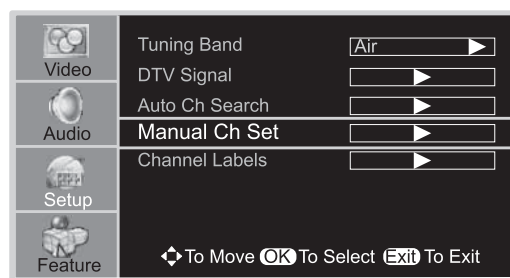 Video
Audio
Setup
Feature
Tuning Band Air
DTV Signal
Auto Ch Search
Manual Ch Set
Channel Labels
To Move OK To Select Exit To Exit